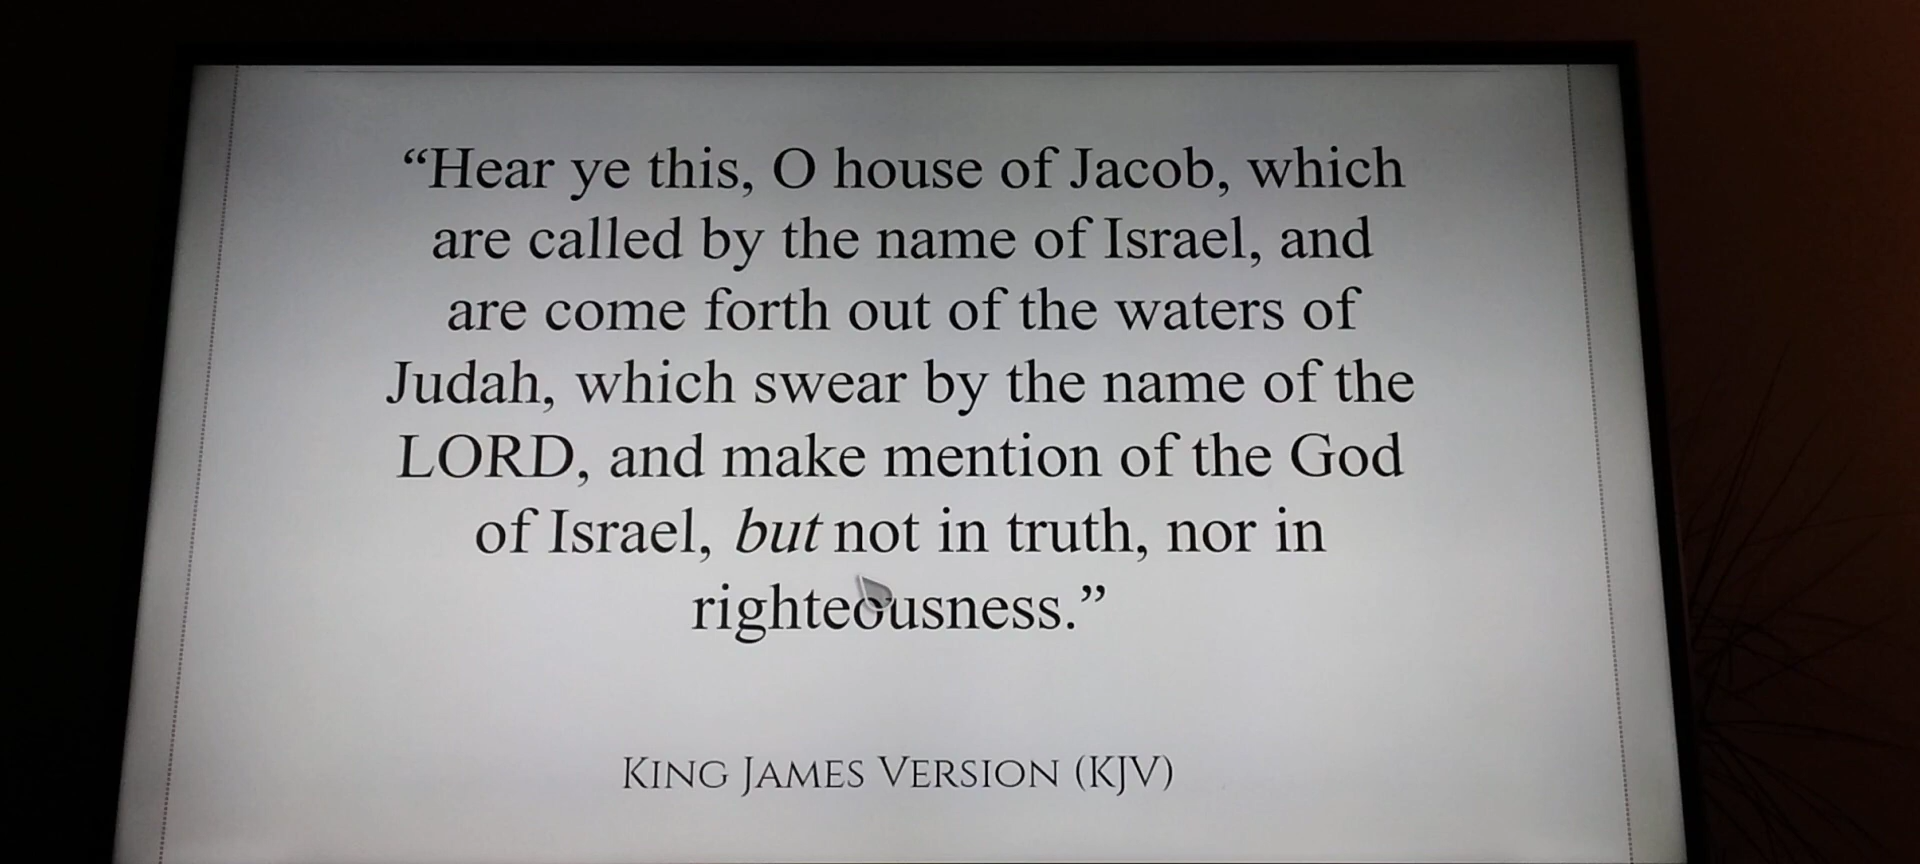 “Hear ye this, O house of Jacob, which
are called by the name of Israel, and
are come forth out of the waters of
Judah, which swear by the name of the
LORD, and make mention of the God
of Israel, but not in truth, nor in
righteousness.”
KING JAMES VERSION (KJV)